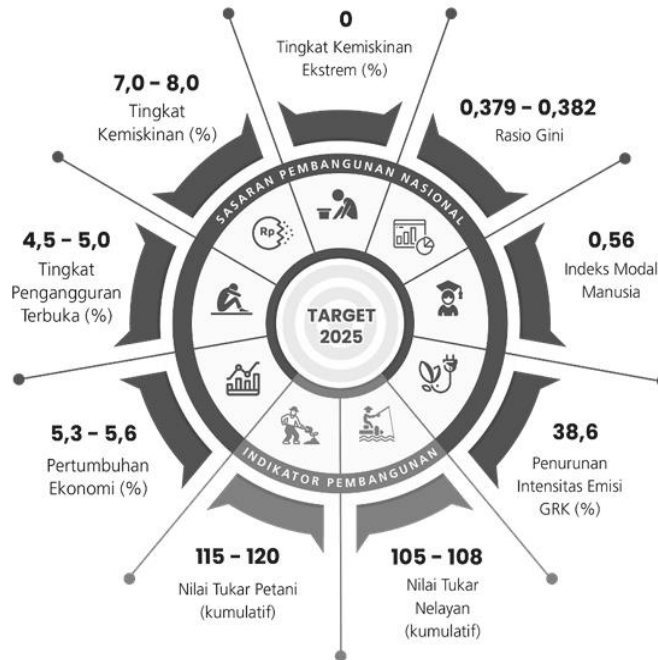 0
Tingkat Kemiskinan
Ekstrem (%)
0,379 – 0,382
Rasio Gini
0,56
Indeks Modal
Manusia
38,6
Penurunan
Intensitas Emisi
GRK (%)
105 – 108
Nilai Tukar
Nelayan
(kumulatif)
115 – 120
Nilai Tukar Petani
(kumulatif)
5,3 – 5,6
Pertumbuhan
Ekonomi (%)
4,5 – 5,0
Tingkat
Pengangguran
Terbuka (%)
7,0 – 8,0
Tingkat
Kemiskinan (%)
SASARAN PEMBANGUNAN NASIONAL
Rp
TARGET
2025
INDIKATOR PEMBANGUNAN